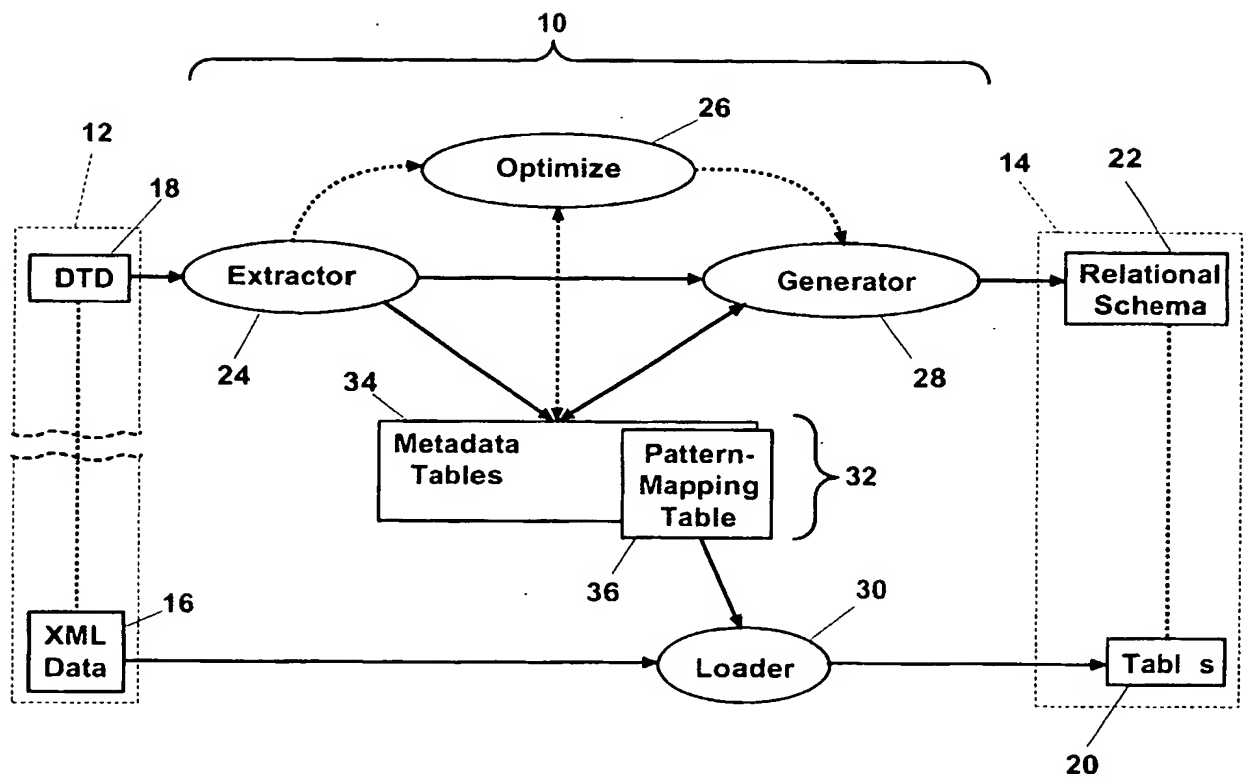 10
26
12
18
Optimize
14
22
DTD
Extractor
Generator
Relational
Schema
24
28
34
Metadata
Tables
Pattern-
Mapping
Table
32
36
30
16
XML
Data
Loader
Tabl s
20